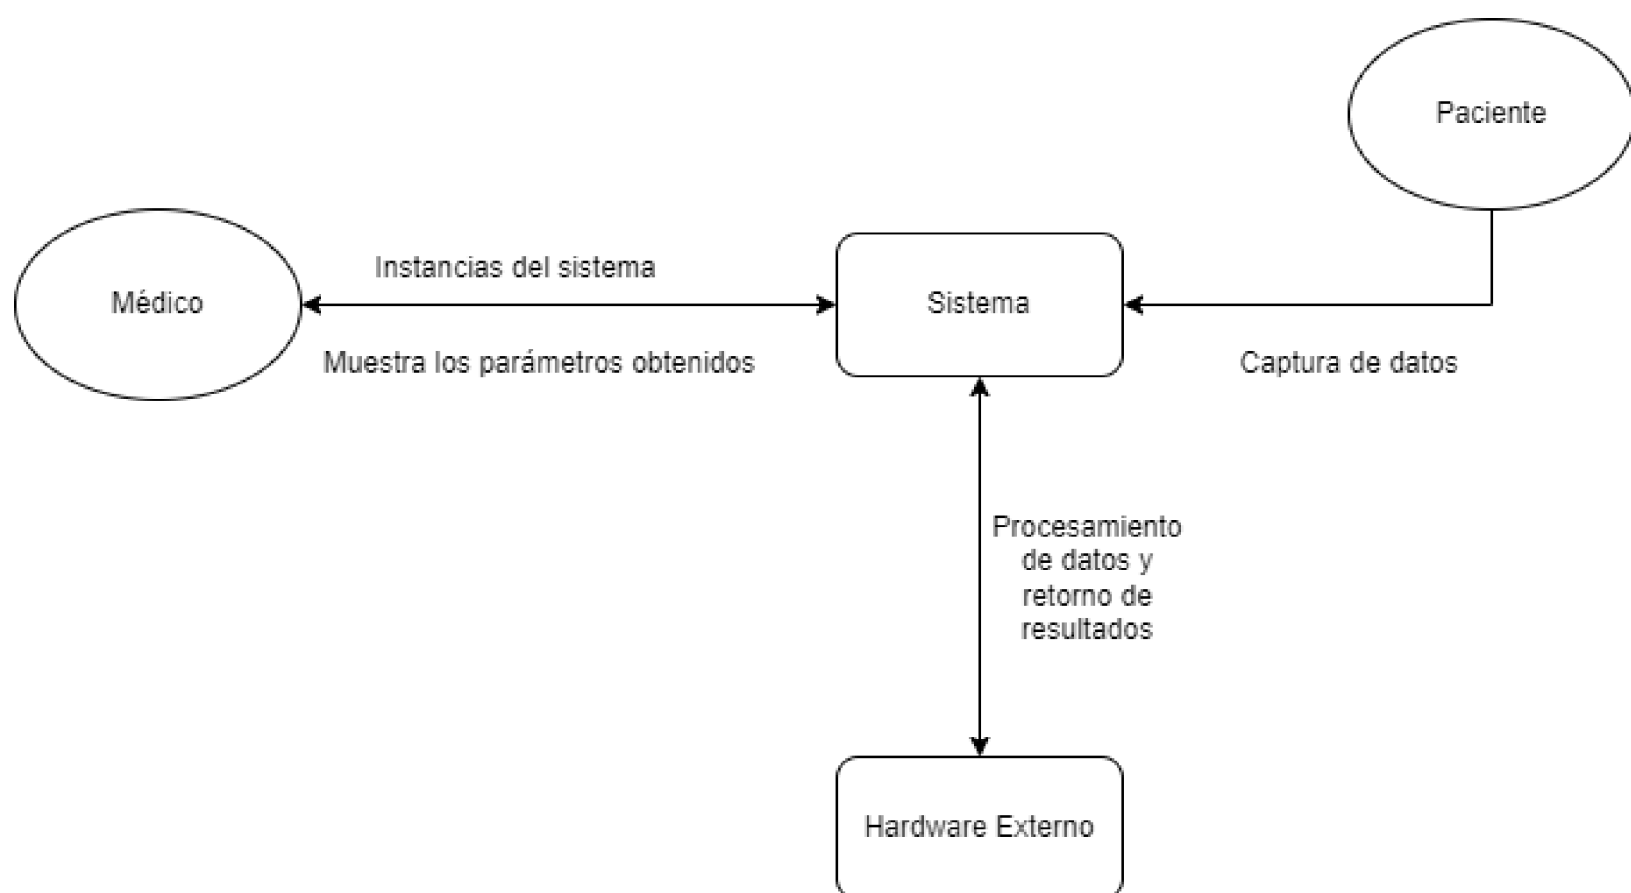 Paciente
Instancias del sistema
Médico
Sistema
Muestra los parámetros obtenidos
Captura de datos
Procesamiento
de datos y
retorno de
resultados
Hardware Externo